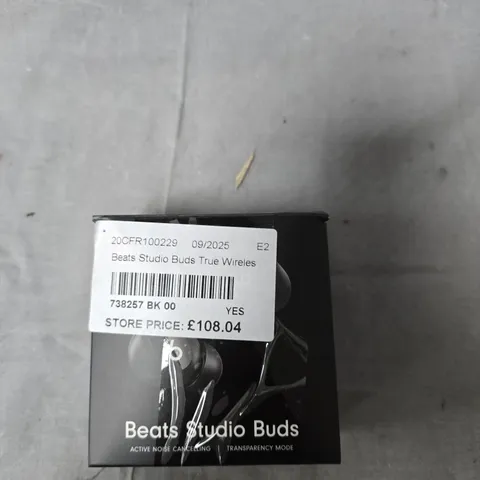 20CFR100229 09/2025 E2
Beats Studio Buds True Wireles
738257 BK 00 YES
STORE PRICE: £108.04
Beats Studio Buds
ACTIVE NOISE CANCELLING TRANSPARENCY MODE